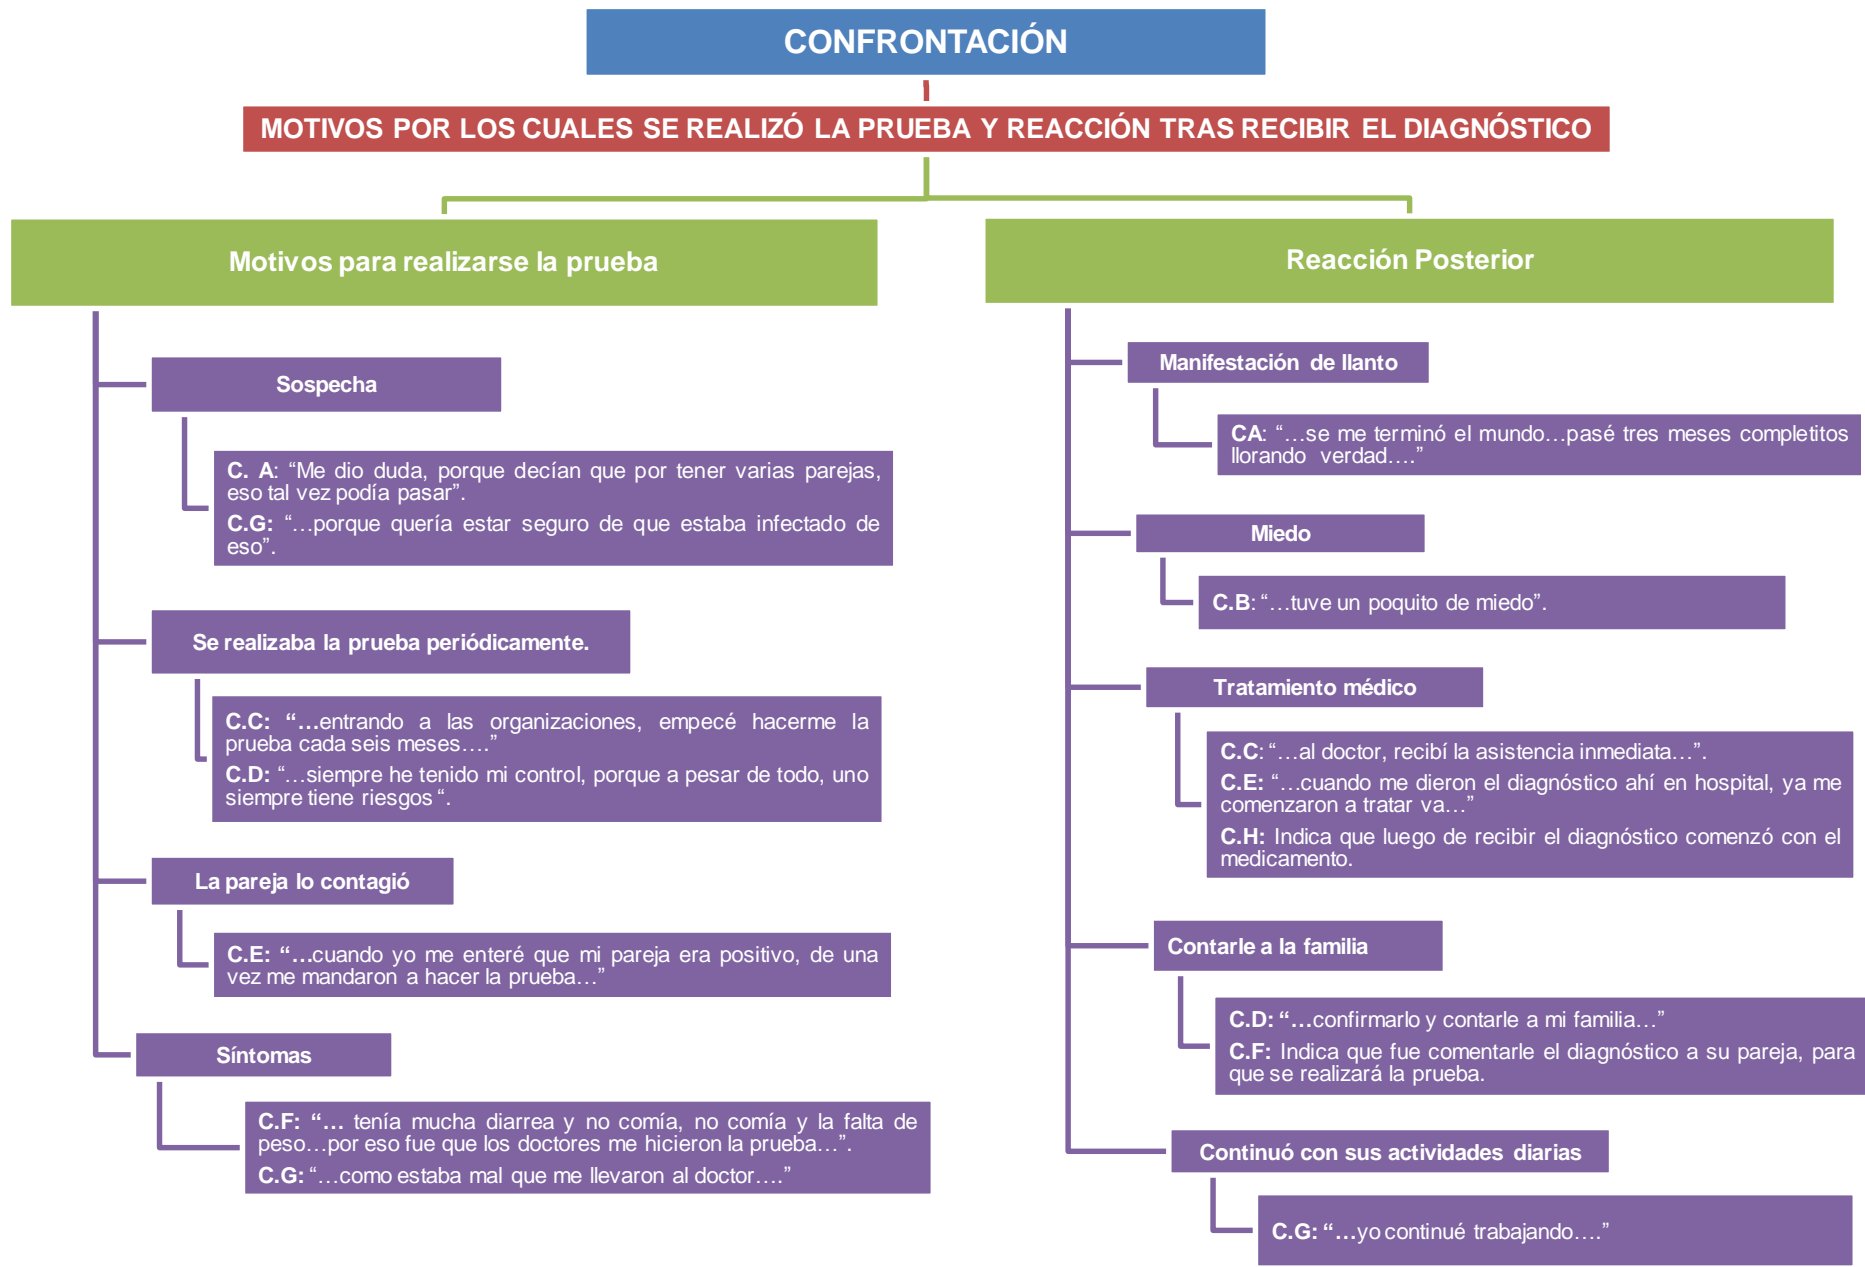 CONFRONTACIÓN
MOTIVOS POR LOS CUALES SE REALIZÓ LA PRUEBA Y REACCIÓN TRAS RECIBIR EL DIAGNÓSTICO
Motivos para realizarse la prueba
Sospecha
C. A: “Me dio duda, porque decían que por tener varias parejas,
eso tal vez podía pasar”.
C.G: “…porque quería estar seguro de que estaba infectado de
eso”.
Se realizaba la prueba periódicamente.
C.C: “…entrando a las organizaciones, empecé hacerme la
prueba cada seis meses….”
C.D: “…siempre he tenido mi control, porque a pesar de todo, uno
siempre tiene riesgos “.
La pareja lo contagió
C.E: “…cuando yo me enteré que mi pareja era positivo, de una
vez me mandaron a hacer la prueba…”
Síntomas
C.F: “… tenía mucha diarrea y no comía, no comía y la falta de
peso…por eso fue que los doctores me hicieron la prueba…”.
C.G: “…como estaba mal que me llevaron al doctor….”
Reacción Posterior
Manifestación de llanto
CA: “…se me terminó el mundo…pasé tres meses completitos
llorando verdad….”
Miedo
C.B: “…tuve un poquito de miedo”.
Tratamiento médico
C.C: “…al doctor, recibí la asistencia inmediata…”.
C.E: “…cuando me dieron el diagnóstico ahí en hospital, ya me
comenzaron a tratar va…”
C.H: Indica que luego de recibir el diagnóstico comenzó con el
medicamento.
Contarle a la familia
C.D: “…confirmarlo y contarle a mi familia…”
C.F: Indica que fue comentarle el diagnóstico a su pareja, para
que se realizará la prueba.
Continuó con sus actividades diarias
C.G: “…yo continué trabajando….”